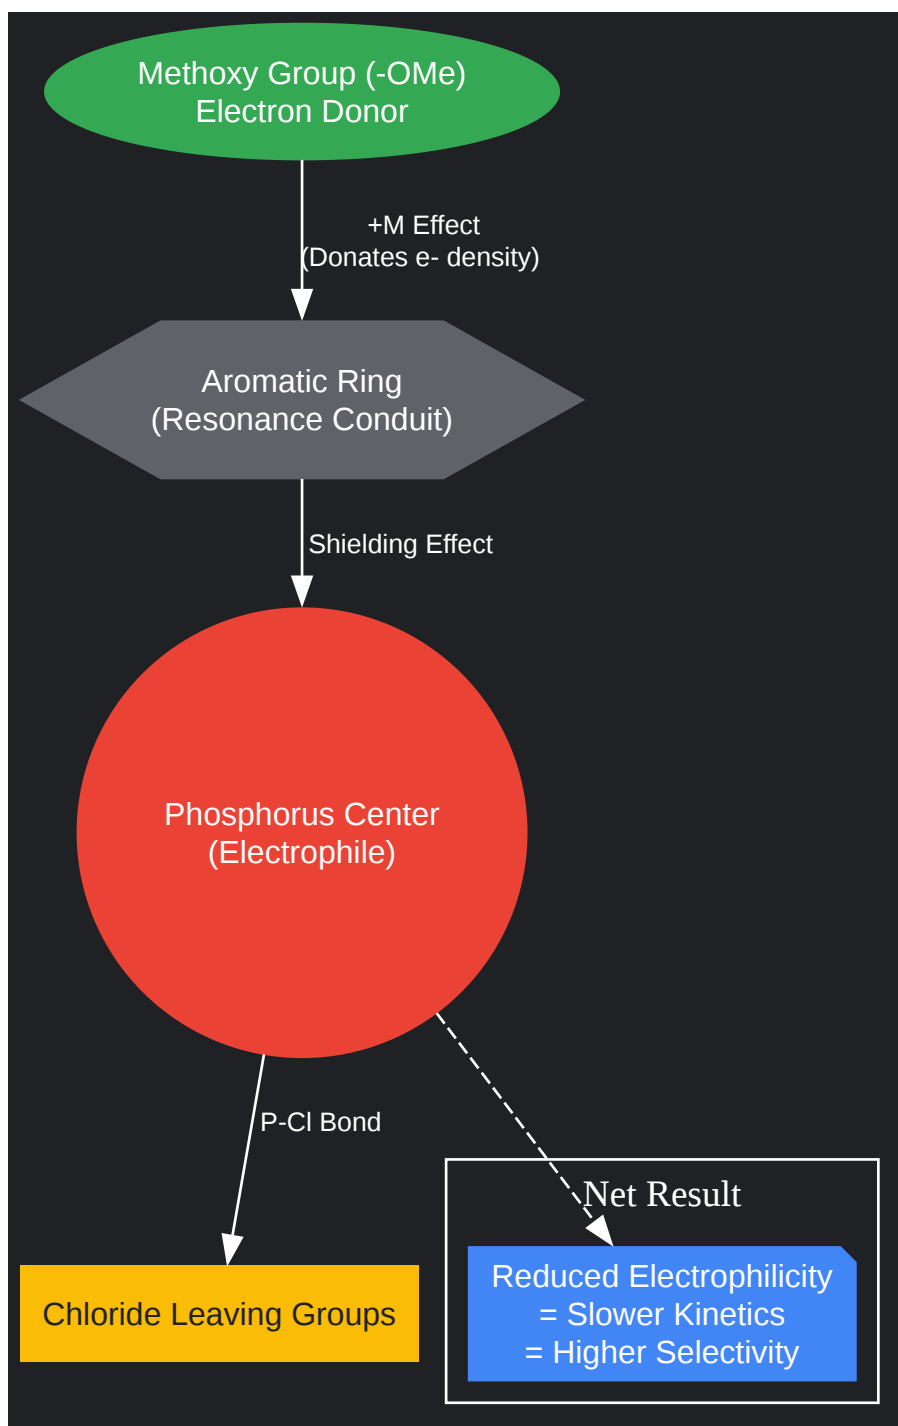 Methoxy Group (-OMe)
Electron Donor
+M Effect
(Donates e- density)
Aromatic Ring
(Resonance Conduit)
Shielding Effect
Phosphorus Center
(Electrophile)
P-Cl Bond
Net Result
Chloride Leaving Groups
Reduced Electrophilicity
= Slower Kinetics
= Higher Selectivity